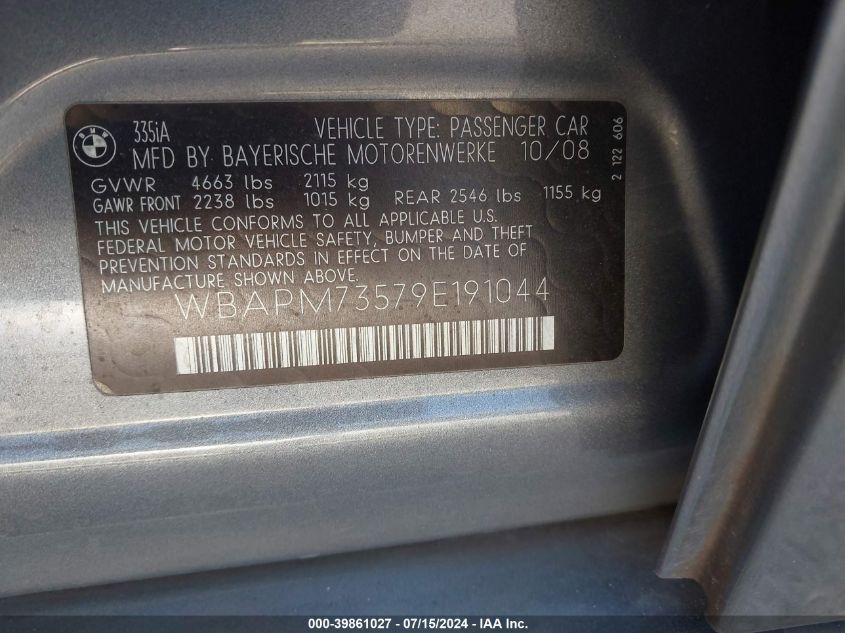 BMW
335iA VEHICLE TYPE: PASSENGER CAR
MFD BY BAYERISCHE MOTORENWERKE 10/08
GVWR 4663 lbs 2115 kg
GAWR FRONT 2238 lbs 1015 kg REAR 2546 lbs 1155 kg
THIS VEHICLE CONFORMS TO ALL APPLICABLE U.S.
FEDERAL MOTOR VEHICLE SAFETY, BUMPER AND THEFT
PREVENTION STANDARDS IN EFFECT ON THE DATE OF
MANUFACTURE SHOWN ABOVE.
WBAPM73579E191044
2 122 606
000-39861027 - 07/15/2024 - IAA Inc.